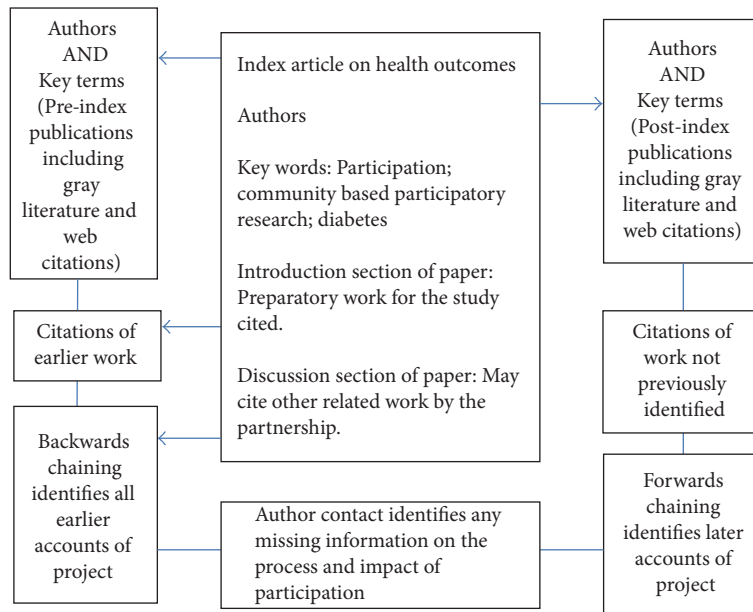 Authors
AND
Key terms
(Pre-index
publications
including
gray
literature and
web
citations)
Citations of
earlier work
Backwards
chaining
identifies all
earlier
accounts of
project
Index article on health outcomes
Authors
Key words: Participation;
community based participatory
research; diabetes
Introduction section of paper:
Preparatory work for the study
cited.
Discussion section of paper: May
cite other related work by the
partnership.
Author contact identifies any
missing information on the
process and impact of
participation
Authors
AND
Key terms
(Post-index
publications
including gray
literature and
web citations)
Citations of
work not
previously
identified
Forwards
chaining
identifies later
accounts of
project